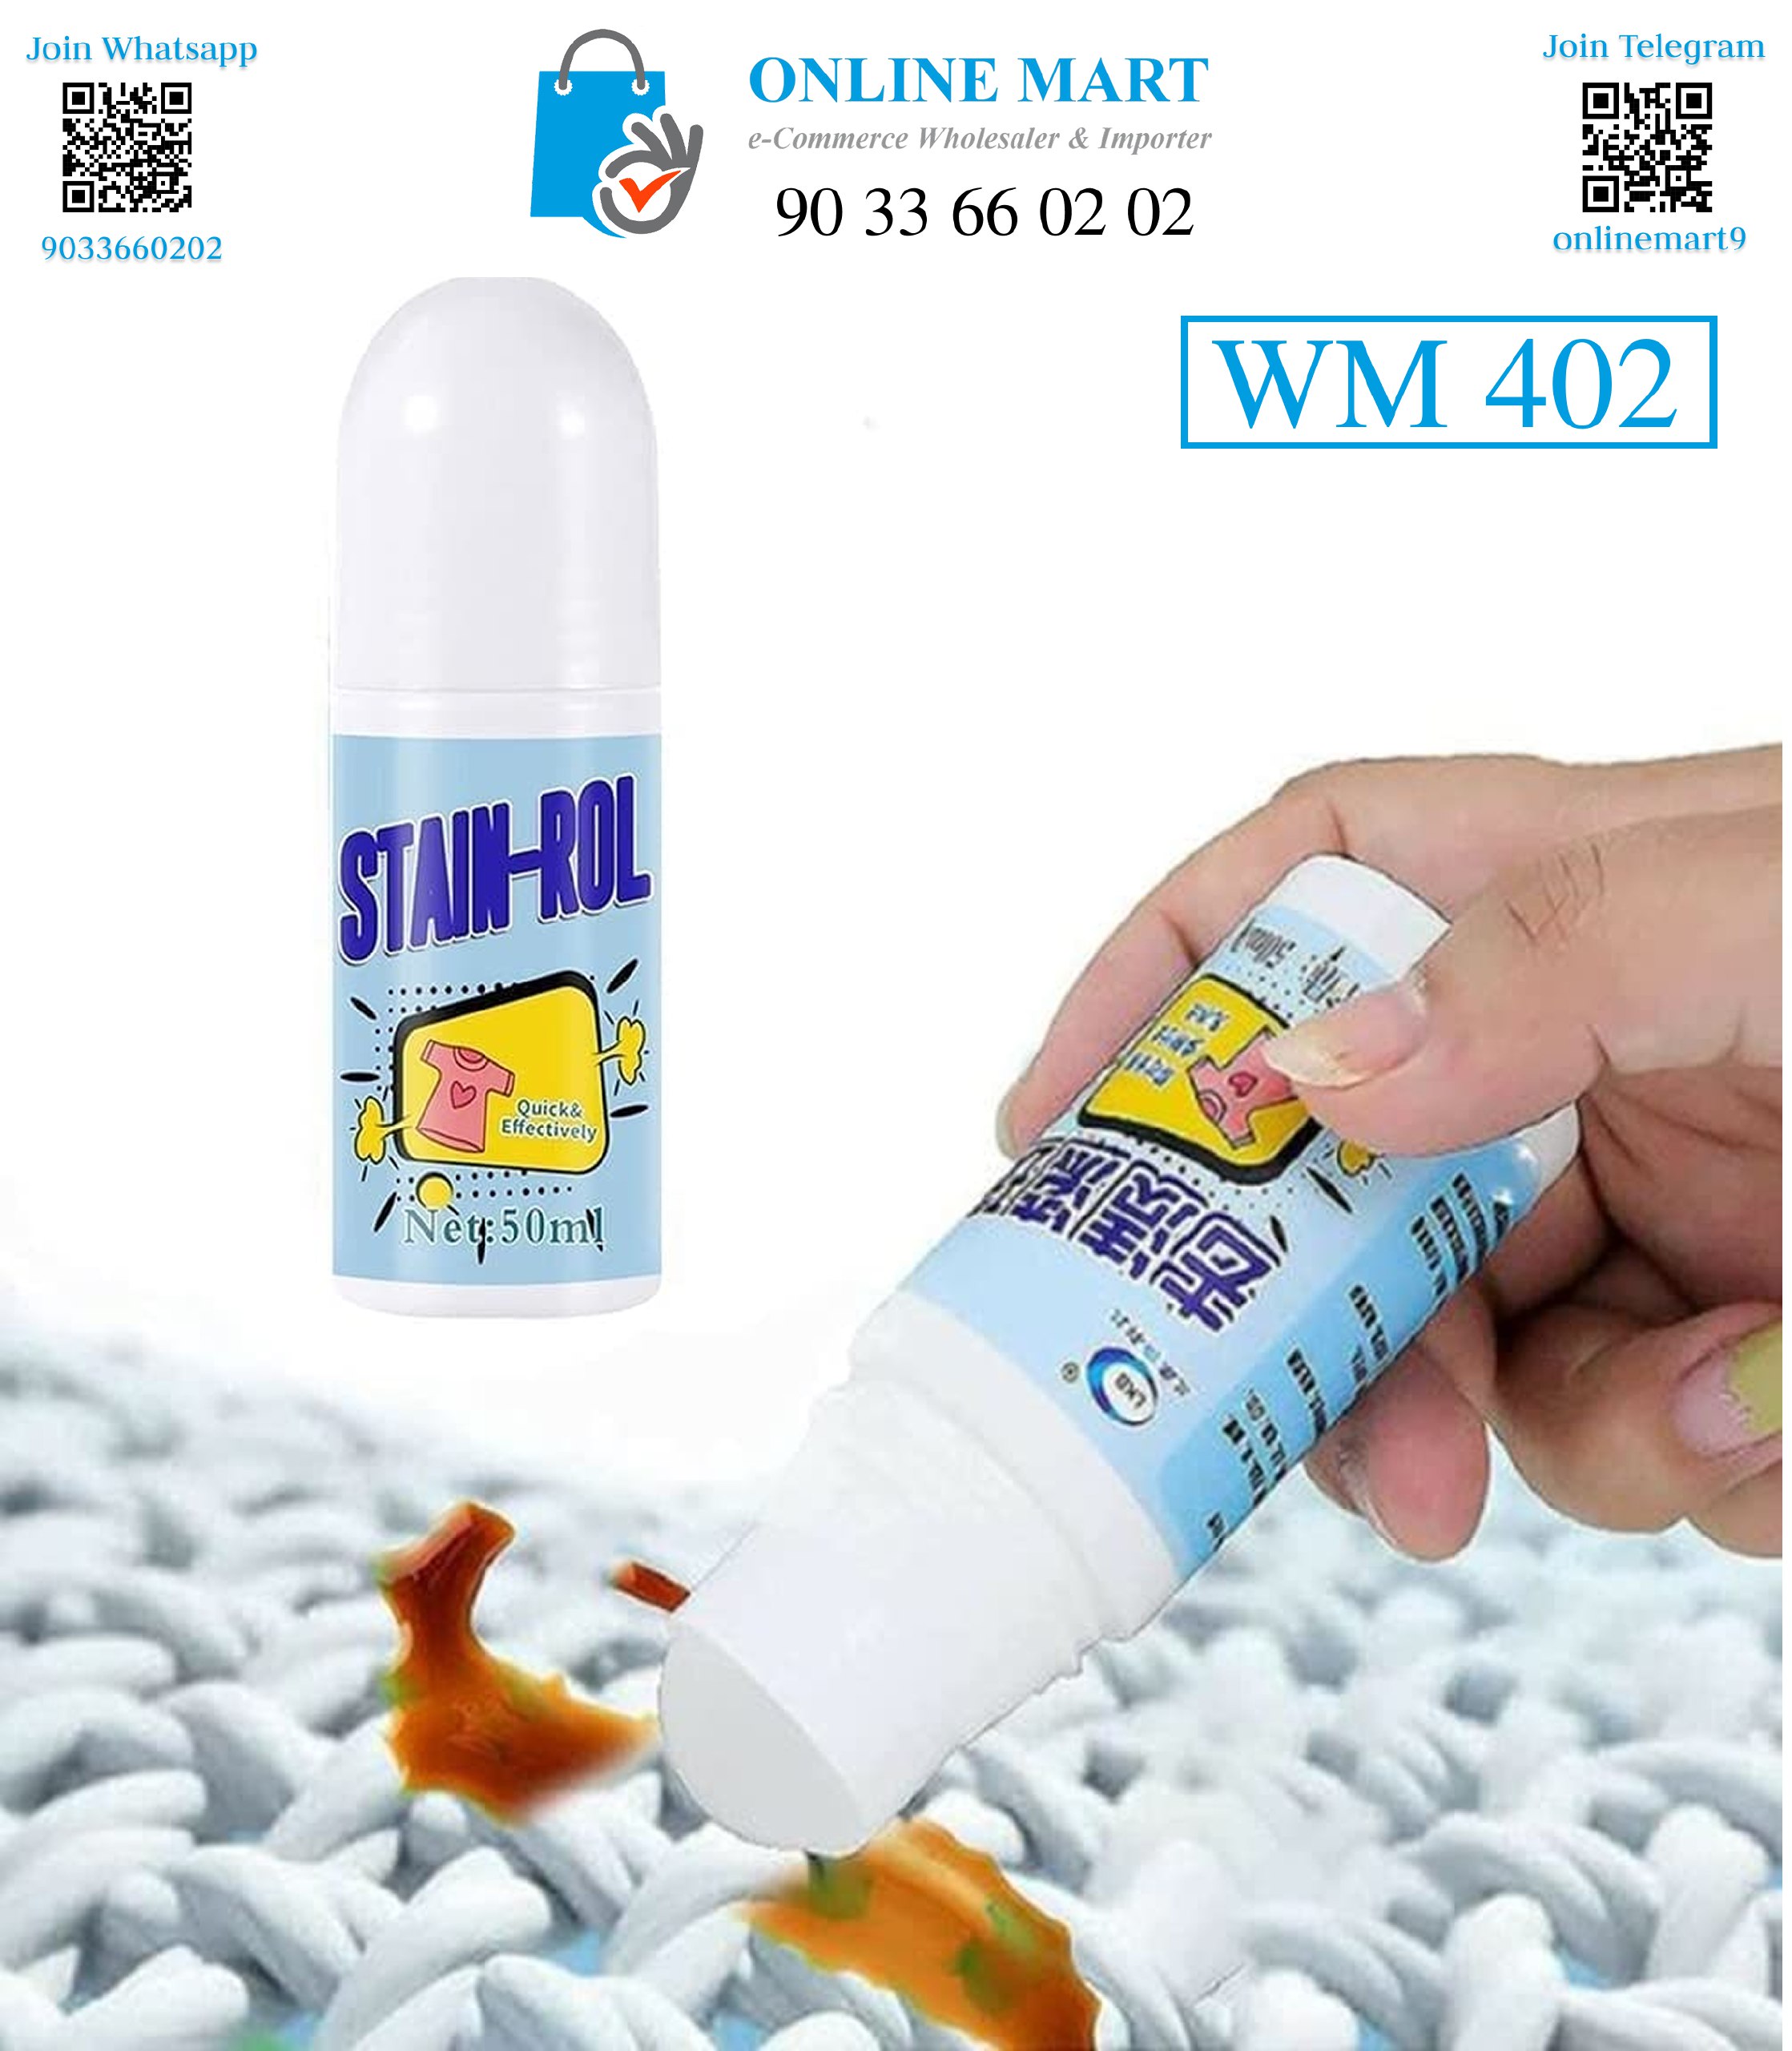 Join Whatsapp
9033660202
ONLINE MART
e-Commerce Wholesaler & Importer
90 33 66 02 02
Join Telegram
onlinemart9
WM 402
STAIN-ROL
Quick&
Effectively
Net:50ml
LKB
®